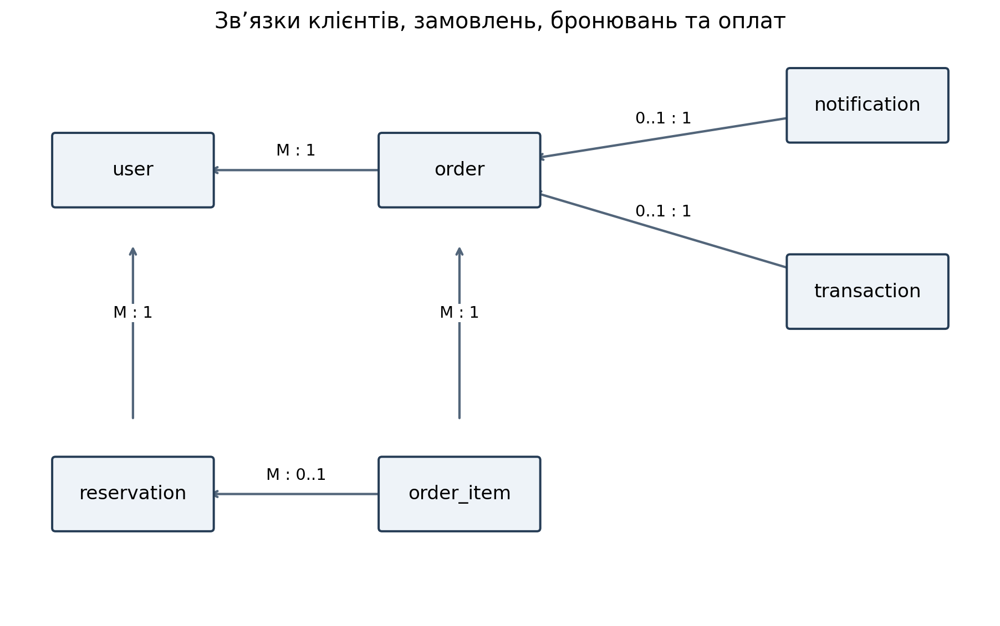 Зв’язки клієнтів, замовлень, бронювань та оплат
notification
0..1 : 1
M : 1
user
order
0..1 : 1
transaction
M : 1
M : 1
M : 0..1
reservation
order_item